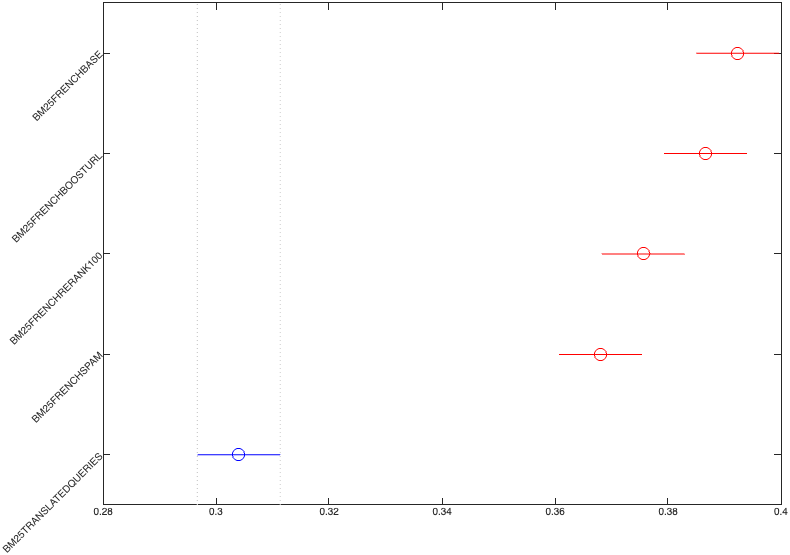 BM25FRENCHBASE
BM25FRENCHBOOSTURL
BM25FRENCHRERANK100
BM25FRENCHSPAM
BM25TRANSLATEDQUERIES
0.28 0.3 0.32 0.34 0.36 0.38 0.4